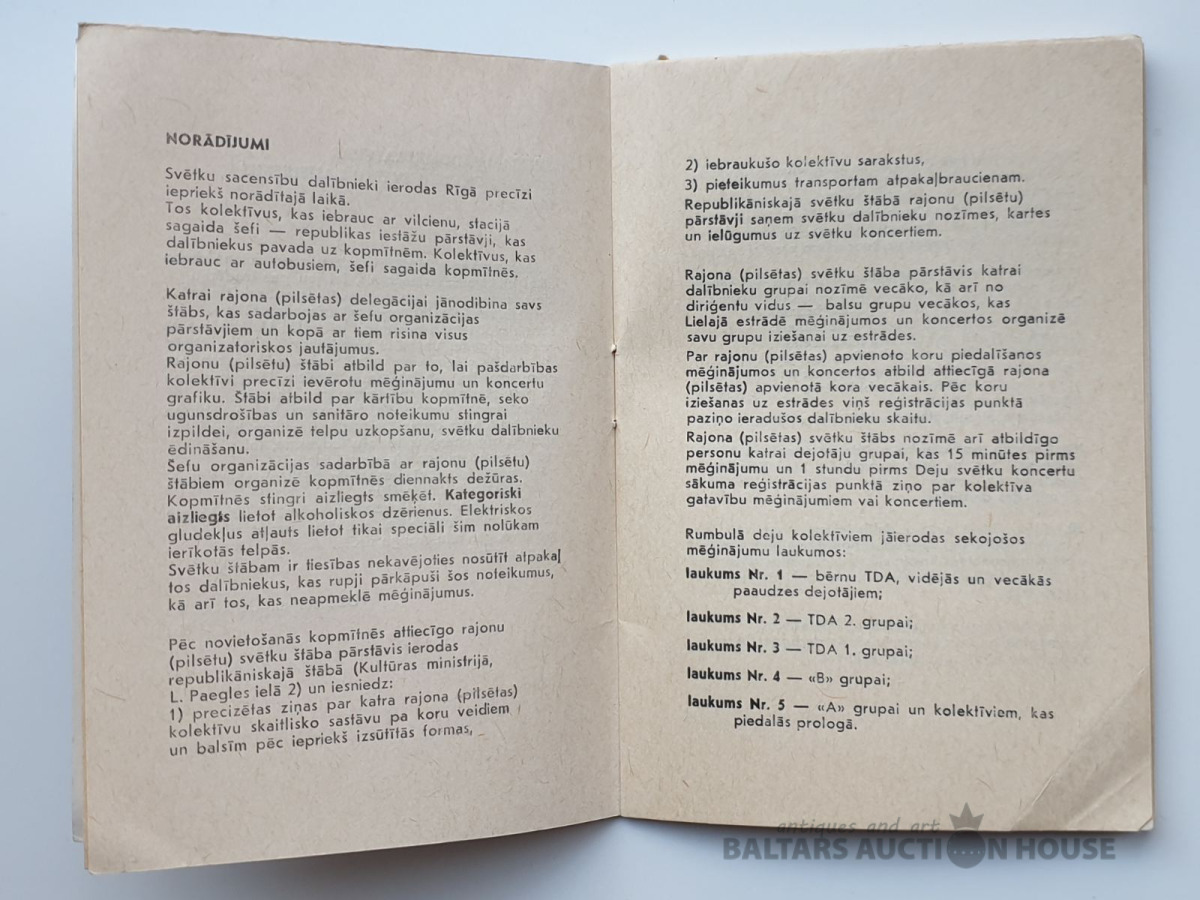 NORĀDĪJUMI
Svētku sacensību dalībnieki ierodas Rīgā precīzi
iepriekš norādītajā laikā.
Tos kolektīvus, kas iebrauc ar vilcienu, stacijā
sagaida šefi — republikas iestāžu pārstāvji, kas
dalībniekus pavada uz kopmītnēm. Kolektīvus, kas
iebrauc ar autobusiem, šefi sagaida kopmītnēs.
Katrai rajona (pilsētas) delegācijai jānodibina savs
štābs, kas sadarbojas ar šefu organizācijas
pārstāvjiem un kopā ar tiem risina visus
organizatoriskos jautājumus.
Rajonu (pilsētu) štābi atbild par to, lai pašdarbības
kolektīvi precīzi ievērotu mēģinājumu un koncertu
grafiku. Štābi atbild par kārtību kopmītnē, seko
ugunsdrošības un sanitāro noteikumu stingrai
izpildei, organizē telpu uzkopšanu, svētku dalībnieku
ēdināšanu.
Šefu organizācijas sadarbībā ar rajonu (pilsētu)
štābiem organizē kopmītnēs diennakts dežūras.
Kopmītnēs stingri aizliegts smēķēt. Kategoriski
aizliegts lietot alkoholiskos dzērienus. Elektriskos
gludekļus atļauts lietot tikai speciāli šim nolūkam
ierīkotās telpās.
Svētku štābam ir tiesības nekavējoties nosūtīt atpakaļ
tos dalībniekus, kas rupji pārkāpuši šos noteikumus,
kā arī tos, kas neapmeklē mēģinājumus.
Pēc novietošanās kopmītnēs attiecīgo rajonu
(pilsētu) svētku štāba pārstāvis ierodas
republikāniskajā štābā (Kultūras ministrijā,
L. Paegles ielā 2) un iesniedz:
1) precizētas ziņas par katra rajona (pilsētas)
kolektīvu skaitlisko sastāvu pa koru veidiem
un balsīm pēc iepriekš izsūtītās formas,
2) iebraukušo kolektīvu sarakstus,
3) pieteikumus transportam atpakaļbraucienam.
Republikāniskajā svētku štābā rajonu (pilsētu)
pārstāvji saņem svētku dalībnieku nozīmes, kartes
un ielūgumus uz svētku koncertiem.
Rajona (pilsētas) svētku štāba pārstāvis katrai
dalībnieku grupai nozīmē vecāko, kā arī no
diriģentu vidus — balsu grupu vecākos, kas
Lielajā estrādē mēģinājumos un koncertos organizē
savu grupu iziešanai uz estrādes.
Par rajonu (pilsētas) apvienoto koru piedalīšanos
mēģinājumos un koncertos atbild attiecīgā rajona
(pilsētas) apvienotā kora vecākais. Pēc koru
iziešanas uz estrādes viņš reģistrācijas punktā
paziņo ieradušos dalībnieku skaitu.
Rajona (pilsētas) svētku štābs nozīmē arī atbildīgo
personu katrai dejotāju grupai, kas 15 minūtes pirms
mēģinājumu un 1 stundu pirms Deju svētku koncertu
sākuma reģistrācijas punktā ziņo par kolektīva
gatavību mēģinājumiem vai koncertiem.
Rumbulā deju kolektīviem jāierodas sekojošos
mēģinājumu laukumos:
laukums Nr. 1 — bērnu TDA, vidējās un vecākās
paaudzes dejotājiem;
laukums Nr. 2 — TDA 2. grupai;
laukums Nr. 3 — TDA 1. grupai;
laukums Nr. 4 — «B» grupai;
laukums Nr. 5 — «A» grupai un kolektīviem, kas
piedalās prologā.
antiques and art
BALTARS AUCTION HOUSE